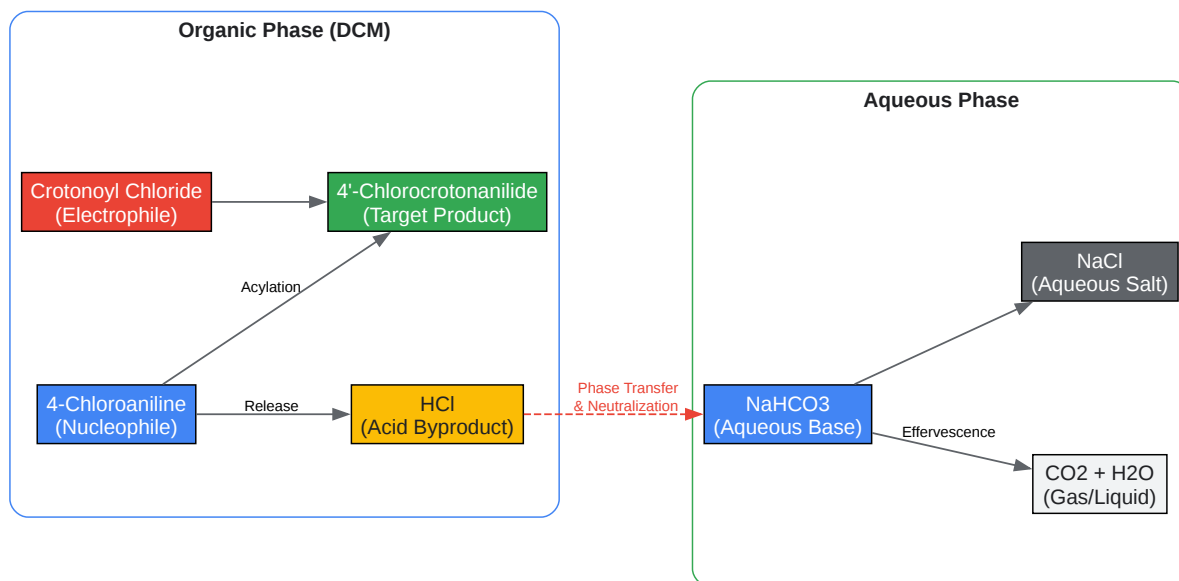 Organic Phase (DCM)
Crotonoyl Chloride
(Electrophile)
4'-Chlorocrotonanilide
(Target Product)
Acylation
4-Chloroaniline
(Nucleophile)
Release
HCl
(Acid Byproduct)
Phase Transfer
& Neutralization
Aqueous Phase
NaHCO3
(Aqueous Base)
NaCl
(Aqueous Salt)
Effervescence
CO2 + H2O
(Gas/Liquid)